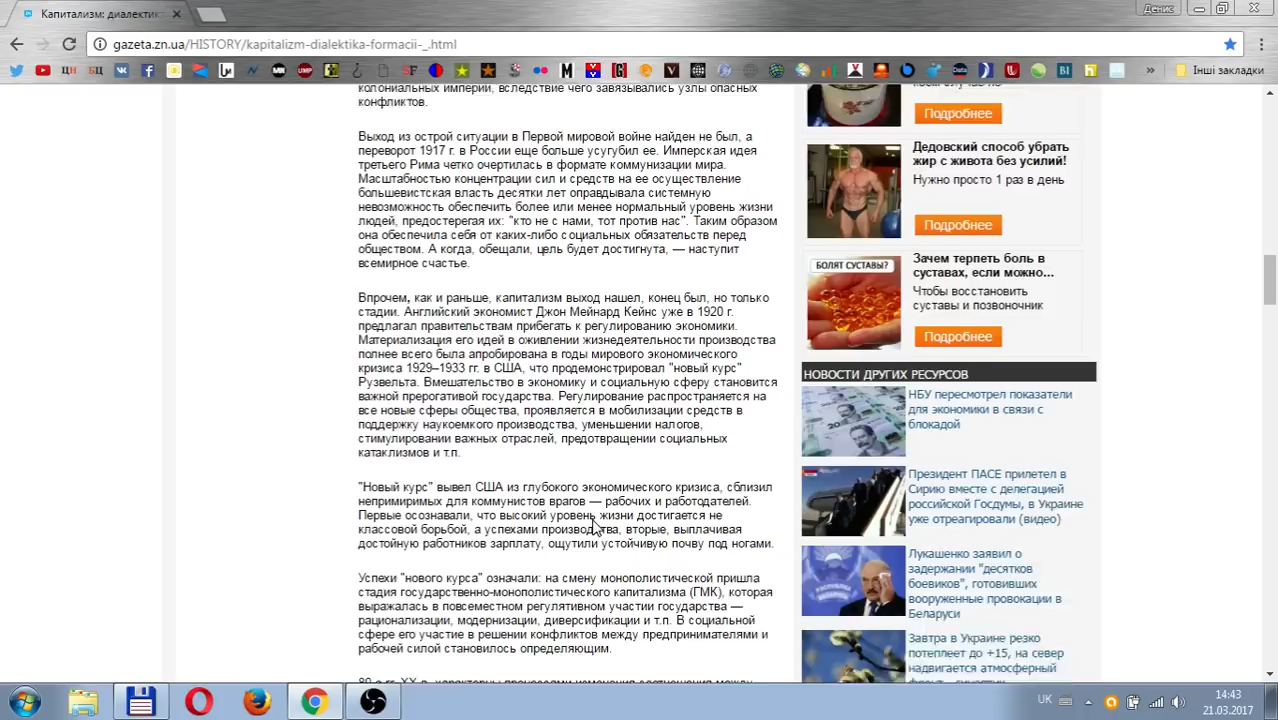 Капитализм: диалектик
Денис
gazeta.zn.ua/HISTORY/kapitalizm-dialektika-formacii-_.html
ЦН
БЦ
Інші закладки
колониальных империй, вследствие чего завязывались узлы опасных
конфликтов.
Выход из острой ситуации в Первой мировой войне найден не был, а
переворот 1917 г. в России еще больше усугубил ее. Имперская идея
третьего Рима четко очертилась в формате коммунизации мира.
Масштабностью концентрации сил и средств на ее осуществление
большевистская власть десятки лет оправдывала системную
невозможность обеспечить более или менее нормальный уровень жизни
людей, предостерегая их: "кто не с нами, тот против нас". Таким образом
она обеспечила себя от каких-либо социальных обязательств перед
обществом. А когда, обещали, цель будет достигнута, — наступит
всемирное счастье.
Впрочем, как и раньше, капитализм выход нашел, конец был, но только
стадии. Английский экономист Джон Мейнард Кейнс уже в 1920 г.
предлагал правительствам прибегать к регулированию экономики.
Материализация его идей в оживлении жизнедеятельности производства
полнее всего была апробирована в годы мирового экономического
кризиса 1929–1933 гг. в США, что продемонстрировал "новый курс"
Рузвельта. Вмешательство в экономику и социальную сферу становится
важной прерогативой государства. Регулирование распространяется на
все новые сферы общества, проявляется в мобилизации средств в
поддержку наукоемкого производства, уменьшении налогов,
стимулировании важных отраслей, предотвращении социальных
катаклизмов и т.п.
"Новый курс" вывел США из глубокого экономического кризиса, сблизил
непримиримых для коммунистов врагов — рабочих и работодателей.
Первые осознавали, что высокий уровень жизни достигается не
классовой борьбой, а успехами производства, вторые, выплачивая
достойную работников зарплату, ощутили устойчивую почву под ногами.
Успехи "нового курса" означали: на смену монополистической пришла
стадия государственно-монополистического капитализма (ГМК), которая
выражалась в повсеместном регулятивном участии государства —
рационализации, модернизации, диверсификации и т.п. В социальной
сфере его участие в решении конфликтов между предпринимателями и
рабочей силой становилось определяющим.
Подробнее
Дедовский способ убрать
жир с живота без усилий!
Нужно просто 1 раз в день
Подробнее
БОЛЯТ СУСТАВЫ?
Зачем терпеть боль в
суставах, если можно...
Чтобы восстановить
суставы и позвоночник
Подробнее
НОВОСТИ ДРУГИХ РЕСУРСОВ
НБУ пересмотрел показатели
для экономики в связи с
блокадой
Президент ПАСЕ прилетел в
Сирию вместе с делегацией
российской Госдумы, в Украине
уже отреагировали (видео)
Лукашенко заявил о
задержании "десятков
боевиков", готовивших
вооруженные провокации в
Беларуси
Завтра в Украине резко
потеплеет до +15, на север
надвигается атмосферный
UK
14:43
21.03.2017